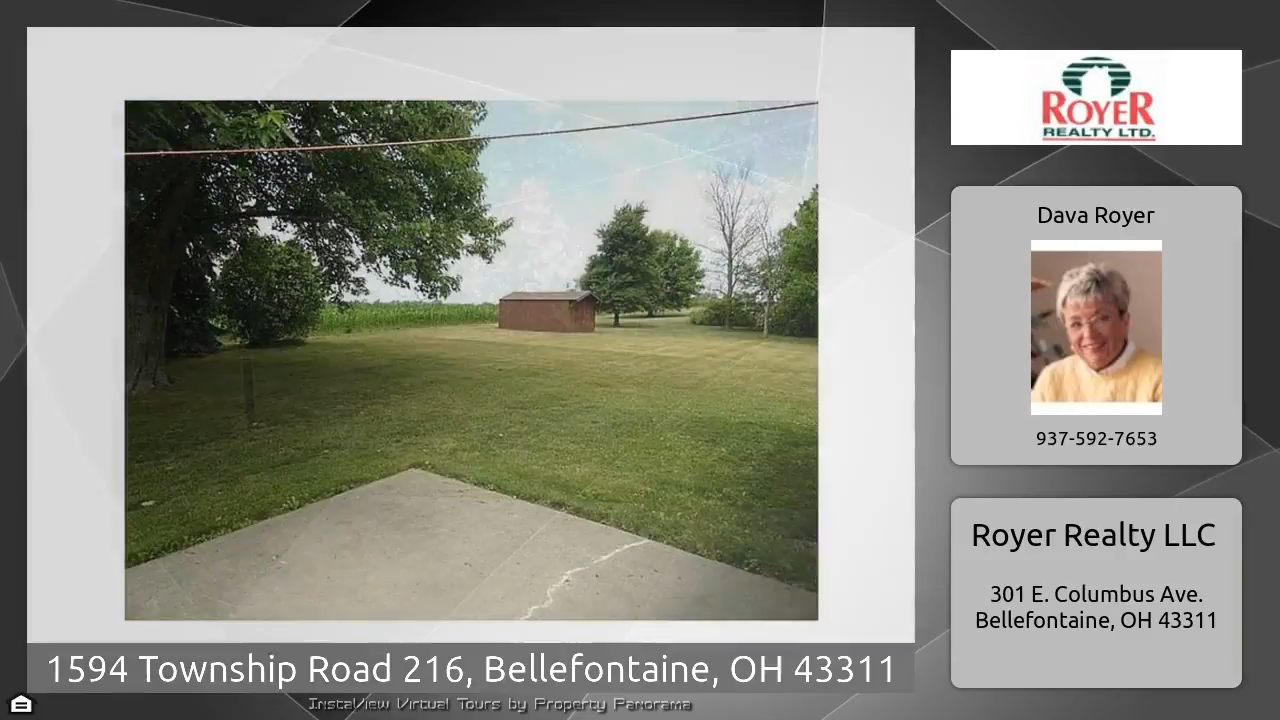 ROYER
REALTY LTD.
Dava Royer
937-592-7653
Royer Realty LLC
301 E. Columbus Ave.
Bellefontaine, OH 43311
1594 Township Road 216, Bellefontaine, OH 43311
InstaView Virtual Tours by Property Panorama